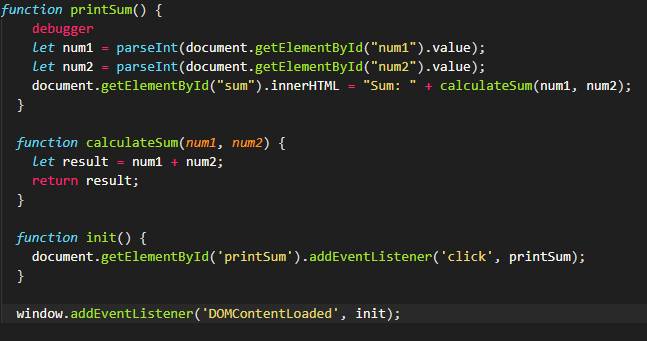 function printSum() {
debugger
let num1 = parseInt(document.getElementById("num1").value);
let num2 = parseInt(document.getElementById("num2").value);
document.getElementById("sum").innerHTML = "Sum: " + calculateSum(num1, num2);
}
function calculateSum(num1, num2) {
let result = num1 + num2;
return result;
}
function init() {
document.getElementById('printSum').addEventListener('click', printSum);
}
window.addEventListener('DOMContentLoaded', init);